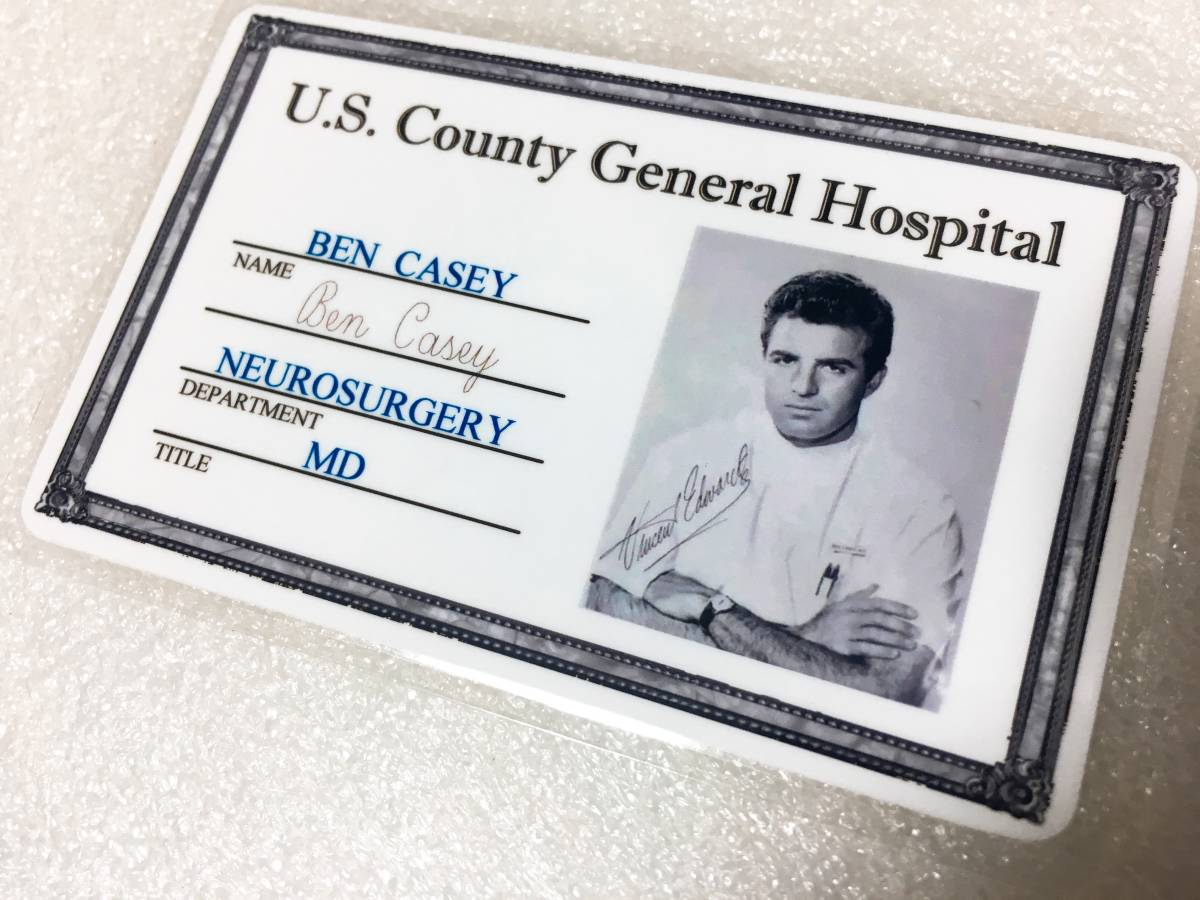 U.S. County General Hospital
BEN CASEY
NAME
Ben Casey
NEUROSURGERY
DEPARTMENT
MD
TITLE
Vincent Edwards